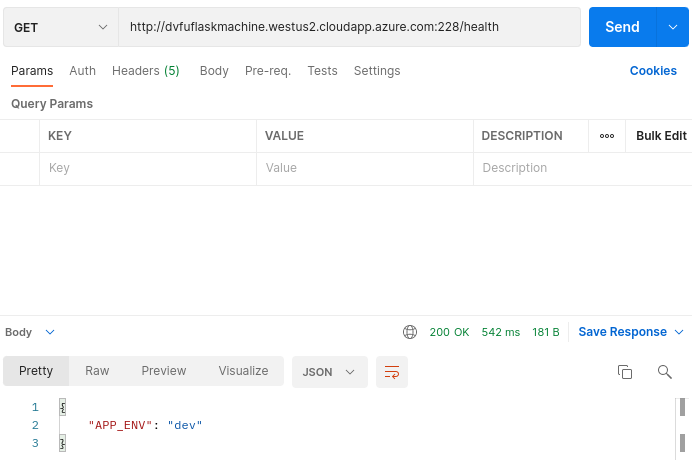 GET http://dvfuflaskmachine.westus2.cloudapp.azure.com:228/health Send
Params Auth Headers (5) Body Pre-req. Tests Settings Cookies
Query Params
KEY VALUE DESCRIPTION ooo Bulk Edit
Key Value Description
Body 200 OK 542 ms 181 B Save Response
Pretty Raw Preview Visualize JSON
1 {
2 "APP_ENV": "dev"
3 }